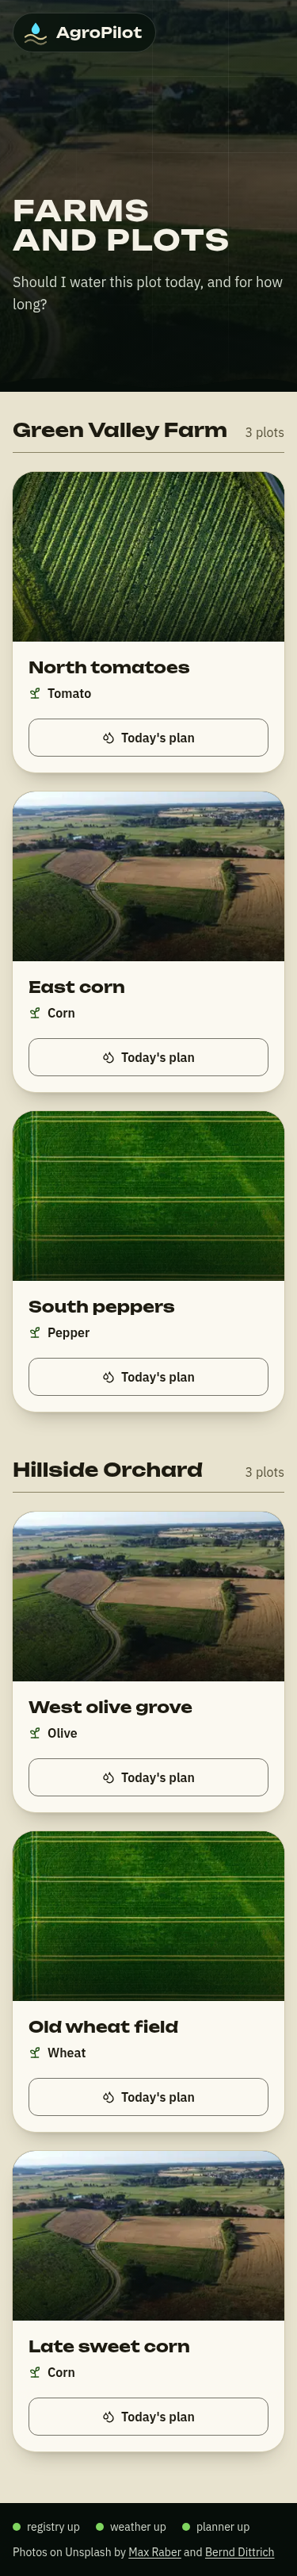 AgroPilot
FARMS
AND PLOTS
Should I water this plot today, and for how
long?
Green Valley Farm
3 plots
North tomatoes
Tomato
Today's plan
East corn
Corn
Today's plan
South peppers
Pepper
Today's plan
Hillside Orchard
3 plots
West olive grove
Olive
Today's plan
Old wheat field
Wheat
Today's plan
Late sweet corn
Corn
Today's plan
registry up
weather up
planner up
Photos on Unsplash by Max Raber and Bernd Dittrich